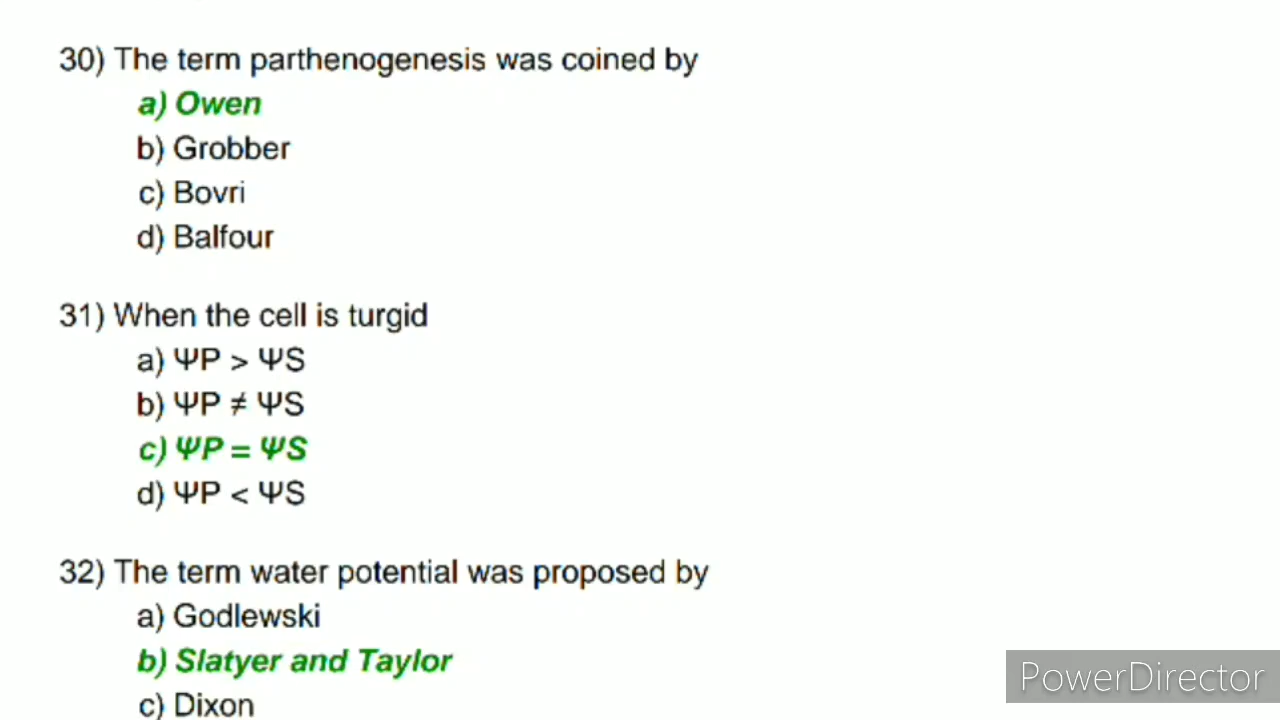 30) The term parthenogenesis was coined by
a) Owen
b) Grobber
c) Bovri
d) Balfour
31) When the cell is turgid
a) ΨP > ΨS
b) ΨP ≠ ΨS
c) ΨP = ΨS
d) ΨP < ΨS
32) The term water potential was proposed by
a) Godlewski
b) Slatyer and Taylor
c) Dixon
PowerDirector